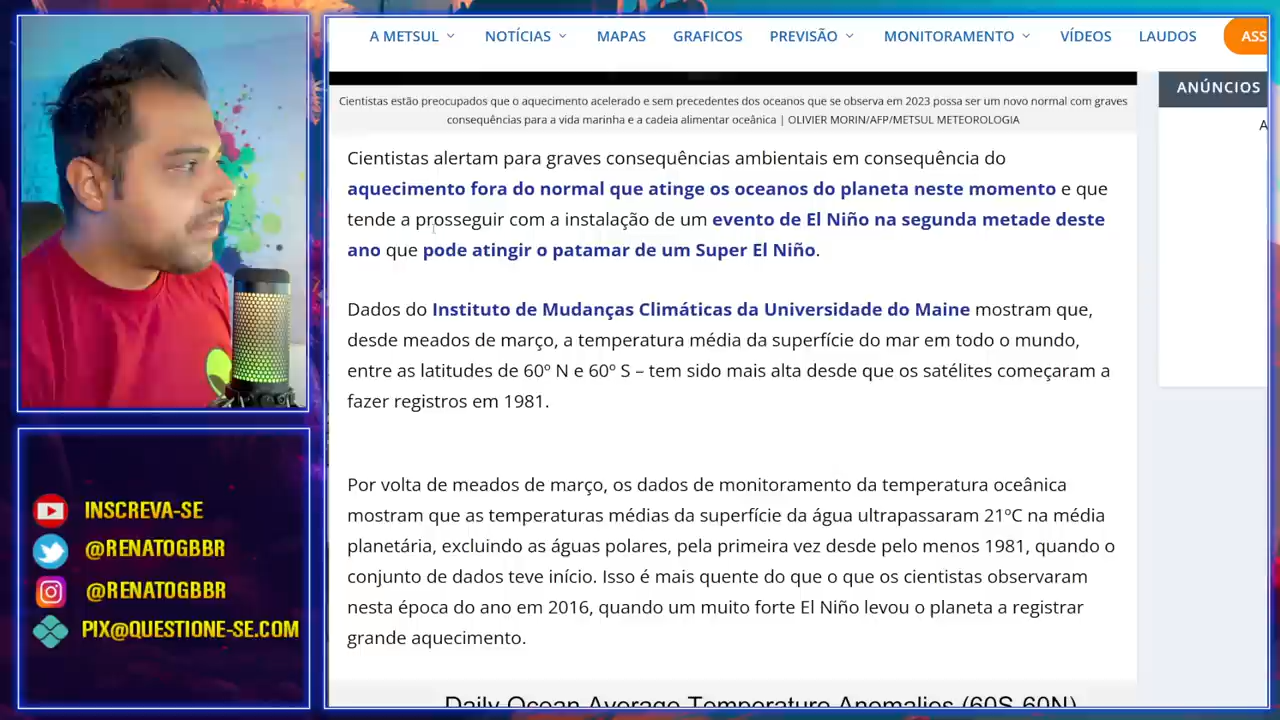 A METSUL
NOTÍCIAS
MAPAS
GRAFICOS
PREVISÃO
MONITORAMENTO
VÍDEOS
LAUDOS
ASS
Cientistas estão preocupados que o aquecimento acelerado e sem precedentes dos oceanos que se observa em 2023 possa ser um novo normal com graves
consequências para a vida marinha e a cadeia alimentar oceânica | OLIVIER MORIN/AFP/METSUL METEOROLOGIA
ANÚNCIOS
A
Cientistas alertam para graves consequências ambientais em consequência do
aquecimento fora do normal que atinge os oceanos do planeta neste momento e que
tende a prosseguir com a instalação de um evento de El Niño na segunda metade deste
ano que pode atingir o patamar de um Super El Niño.
Dados do Instituto de Mudanças Climáticas da Universidade do Maine mostram que,
desde meados de março, a temperatura média da superfície do mar em todo o mundo,
entre as latitudes de 60º N e 60º S – tem sido mais alta desde que os satélites começaram a
fazer registros em 1981.
Por volta de meados de março, os dados de monitoramento da temperatura oceânica
mostram que as temperaturas médias da superfície da água ultrapassaram 21ºC na média
planetária, excluindo as águas polares, pela primeira vez desde pelo menos 1981, quando o
conjunto de dados teve início. Isso é mais quente do que o que os cientistas observaram
nesta época do ano em 2016, quando um muito forte El Niño levou o planeta a registrar
grande aquecimento.
Daily Ocean Average Temperature Anomalies (60S-60N)
INSCREVA-SE
@RENATOGBBR
@RENATOGBBR
PIX@QUESTIONE-SE.COM